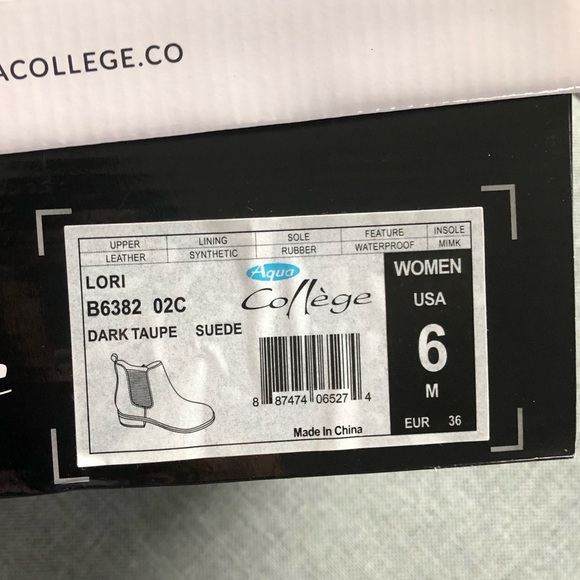 ACOLLEGE.CO
UPPER LINING SOLE FEATURE INSOLE
LEATHER SYNTHETIC RUBBER WATERPROOF MIMK
LORI
B6382 02C
DARK TAUPE SUEDE
Aqua
Collège
8 87474 06527 4
Made In China
WOMEN
USA
6
M
EUR 36